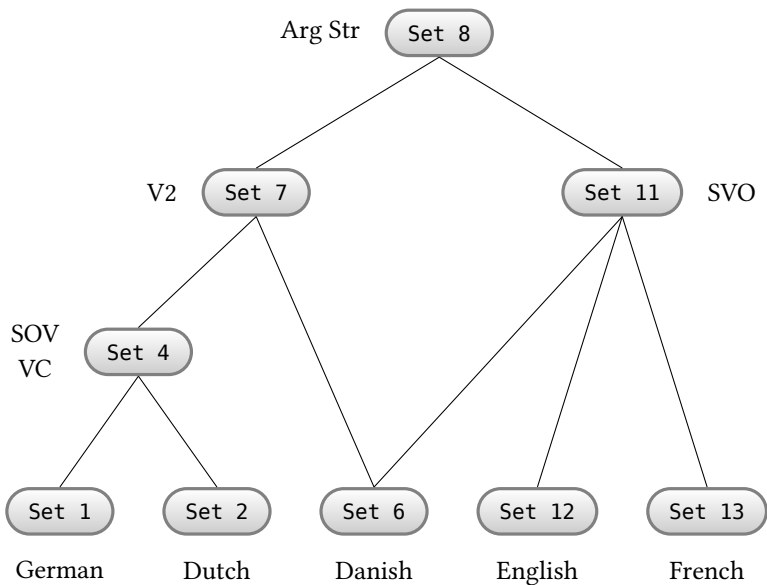 Arg Str Set 8
V2 Set 7 Set 11 SVO
SOV
VC
Set 4
Set 1 Set 2 Set 6 Set 12 Set 13
German Dutch Danish English French